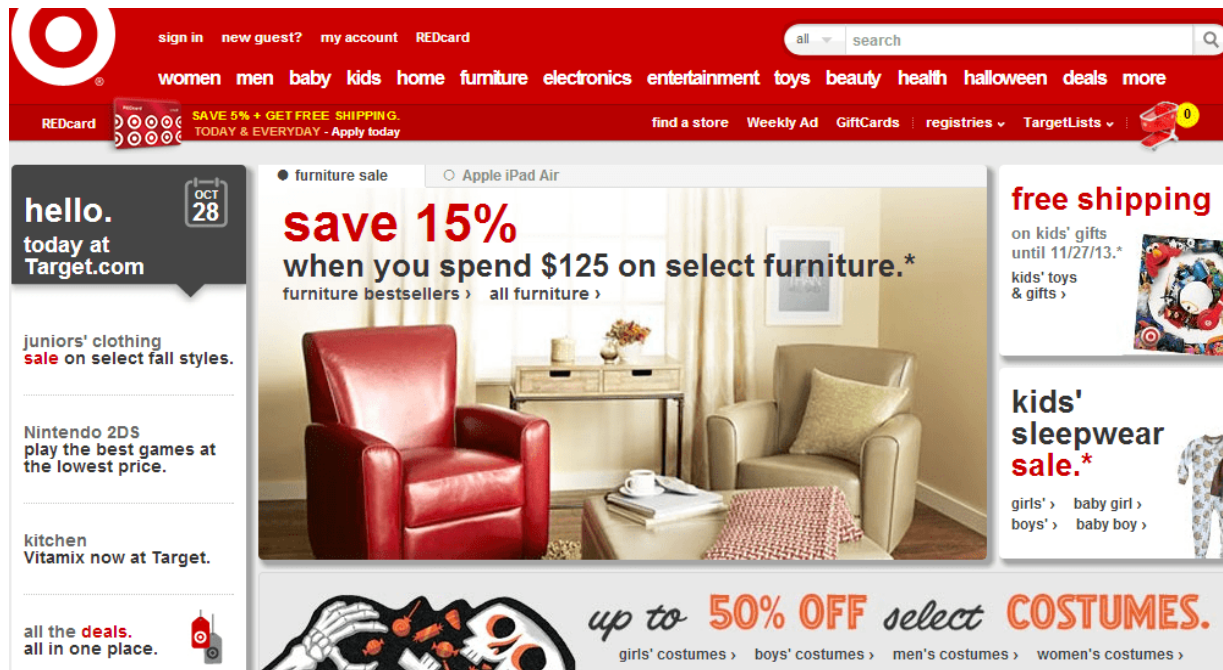 sign in new guest? my account REDcard
all search
women men baby kids home furniture electronics entertainment toys beauty health halloween deals more
REDcard
REDcard
SAVE 5% + GET FREE SHIPPING.
TODAY & EVERYDAY - Apply today
find a store Weekly Ad GiftCards registries TargetLists
0
hello.
today at
Target.com
OCT
28
juniors' clothing
sale on select fall styles.
Nintendo 2DS
play the best games at
the lowest price.
kitchen
Vitamix now at Target.
all the deals.
all in one place.
furniture sale Apple iPad Air
save 15%
when you spend $125 on select furniture.*
furniture bestsellers › all furniture ›
free shipping
on kids' gifts
until 11/27/13.*
kids' toys
& gifts ›
kids'
sleepwear
sale.*
girls' › baby girl ›
boys' › baby boy ›
up to 50% OFF select COSTUMES.
girls' costumes › boys' costumes › men's costumes › women's costumes ›